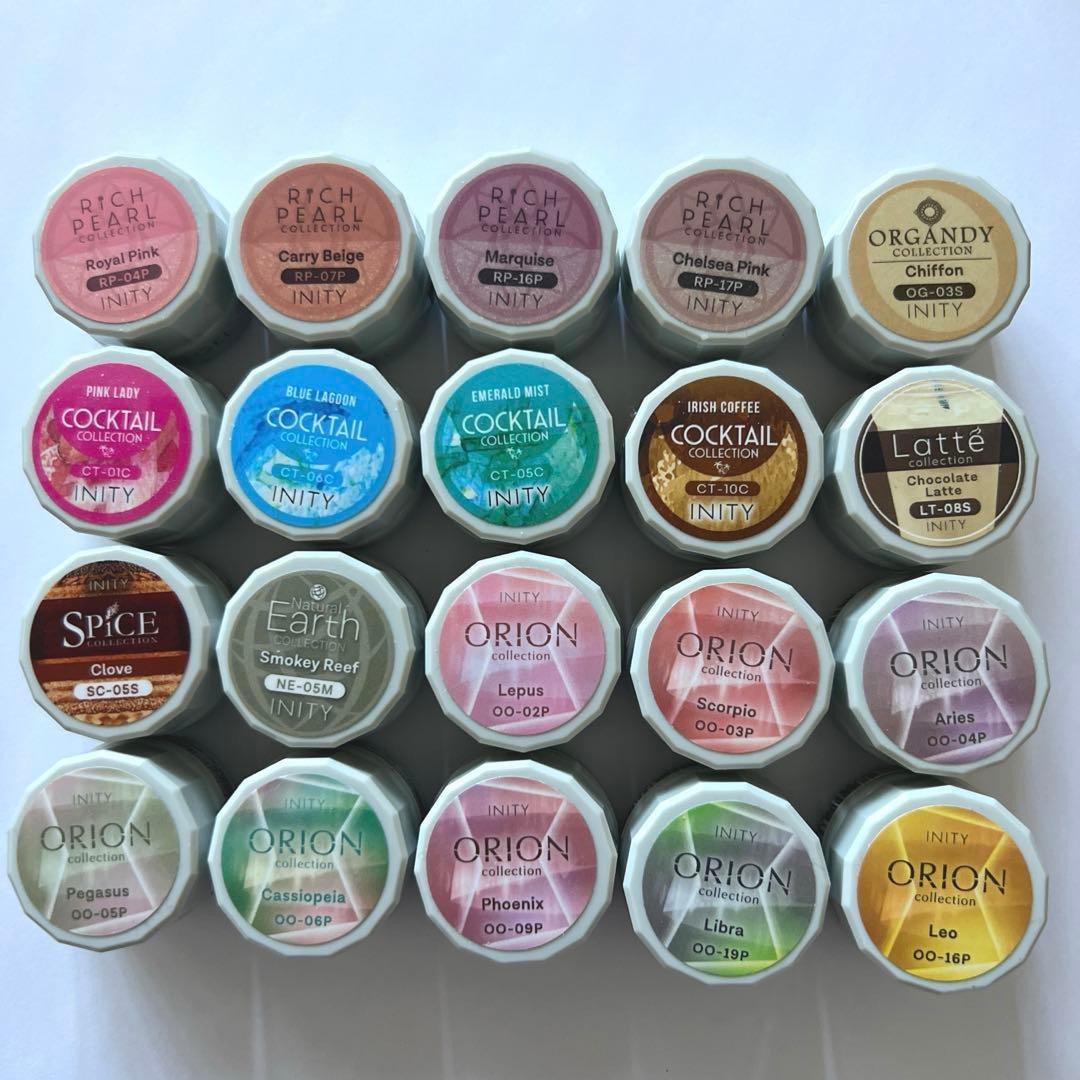 RICH
PEARL
COLLECTION
Royal Pink
RP-04P
INITY
RICH
PEARL
COLLECTION
Carry Beige
RP-07P
INITY
RICH
PEARL
COLLECTION
Marquise
RP-16P
INITY
RICH
PEARL
COLLECTION
Chelsea Pink
RP-17P
INITY
ORGANDY
COLLECTION
Chiffon
OG-03S
INITY
PINK LADY
COCKTAIL
COLLECTION
CT-01C
INITY
BLUE LAGOON
COCKTAIL
COLLECTION
CT-06C
INITY
EMERALD MIST
COCKTAIL
COLLECTION
CT-05C
INITY
IRISH COFFEE
COCKTAIL
COLLECTION
CT-10C
INITY
Latté
collection
Chocolate
Latte
LT-08S
INITY
INITY
SPICE
COLLECTION
Clove
SC-05S
Natural
Earth
COLLECTION
Smokey Reef
NE-05M
INITY
INITY
ORION
collection
Lepus
OO-02P
INITY
ORION
collection
Scorpio
OO-03P
INITY
ORION
collection
Aries
OO-04P
INITY
ORION
collection
Pegasus
OO-05P
INITY
ORION
collection
Cassiopeia
OO-06P
INITY
ORION
collection
Phoenix
OO-09P
INITY
ORION
collection
Libra
OO-19P
INITY
ORION
collection
Leo
OO-16P